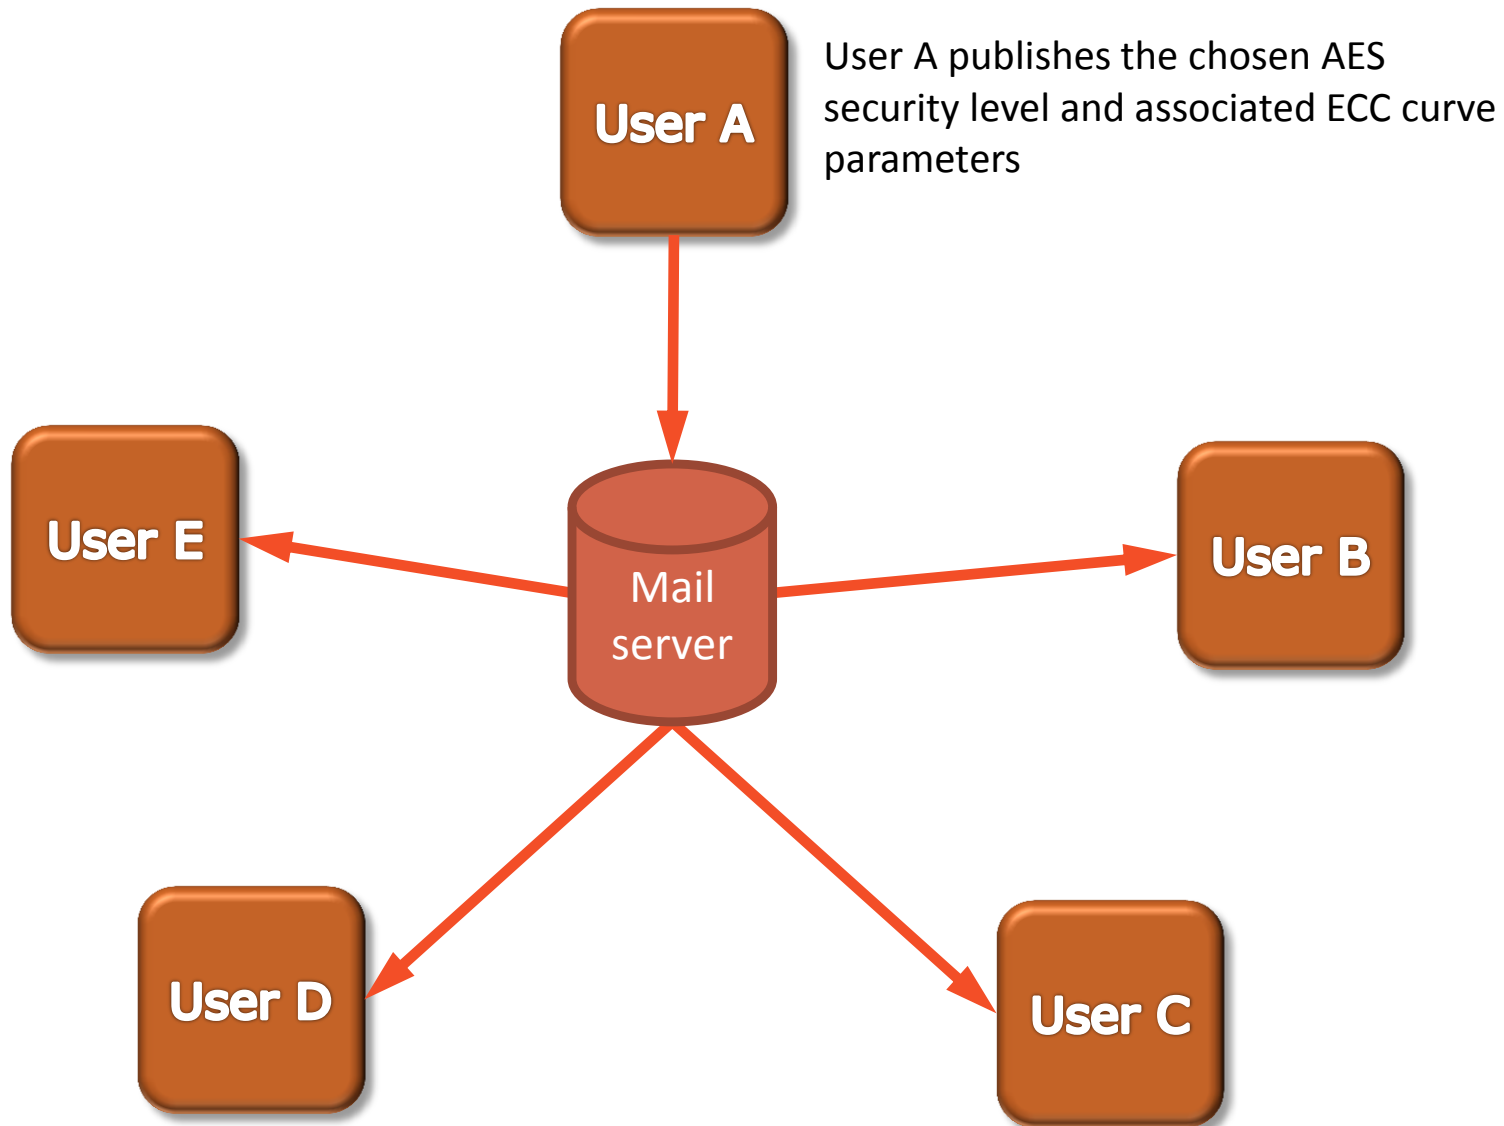 User A
User A publishes the chosen AES
security level and associated ECC curve
parameters
User E
Mail
server
User B
User D
User C